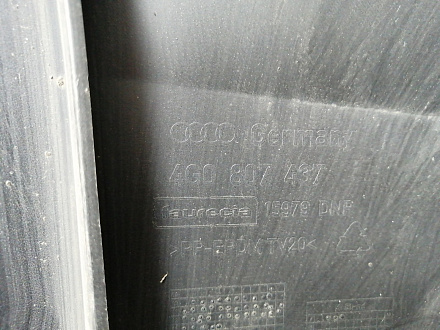 Germany
4G0 807 437
faurecia 15979 DNP
>PP-EPDM TV20<